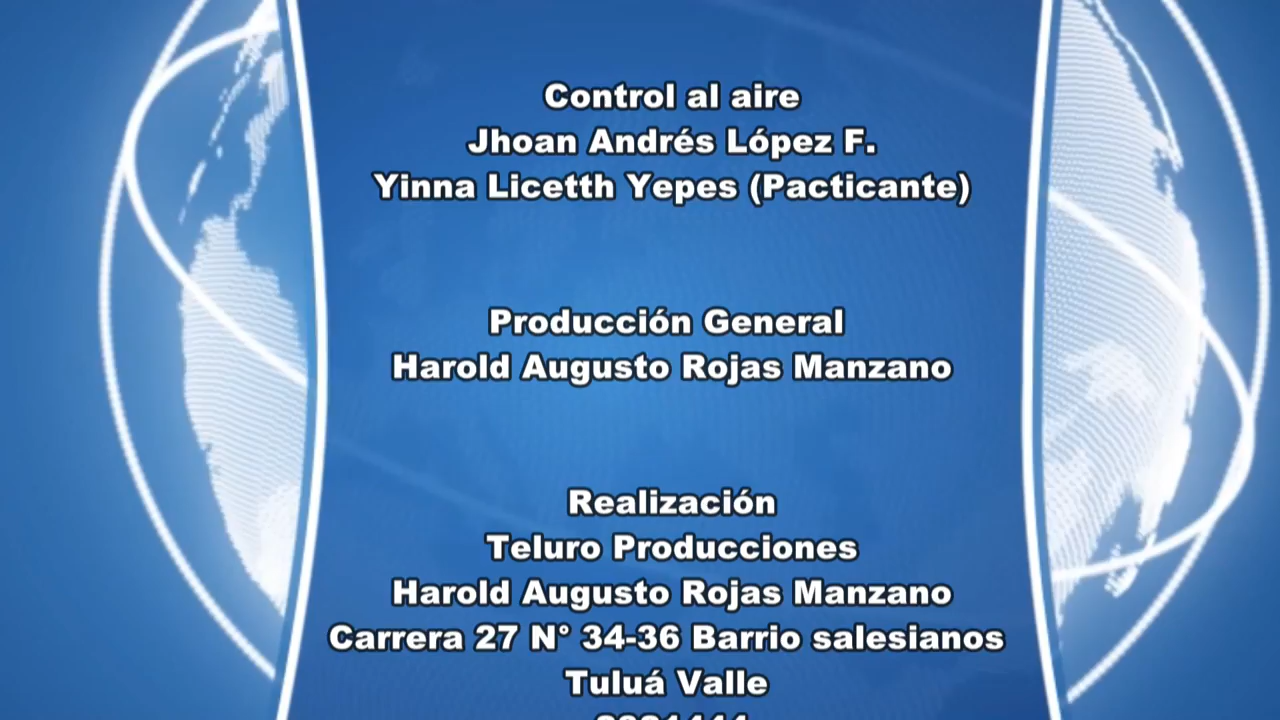 Control al aire
Jhoan Andrés López F.
Yinna Licetth Yepes (Pacticante)
Producción General
Harold Augusto Rojas Manzano
Realización
Teluro Producciones
Harold Augusto Rojas Manzano
Carrera 27 N° 34-36 Barrio salesianos
Tuluá Valle